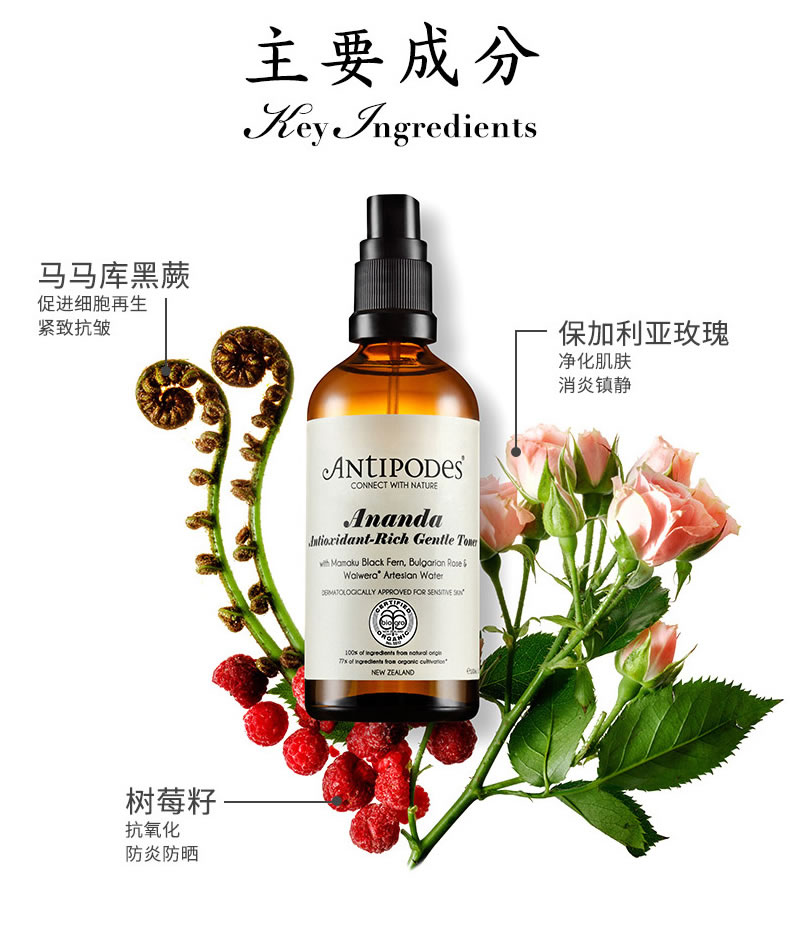 主要成分
Key Ingredients
马马库黑蕨
促进细胞再生
紧致抗皱
保加利亚玫瑰
净化肌肤
消炎镇静
ANTIPODES®
CONNECT WITH NATURE
Ananda
Antioxidant-Rich Gentle Toner
with Mamaku Black Fern, Bulgarian Rose &
Waiwera® Artesian Water
DERMATOLOGICALLY APPROVED FOR SENSITIVE SKIN*
CERTIFIED
bio gro
ORGANIC
100% of ingredients from natural origin
77% of ingredients from organic cultivation*
NEW ZEALAND
树莓籽
抗氧化
防炎防晒